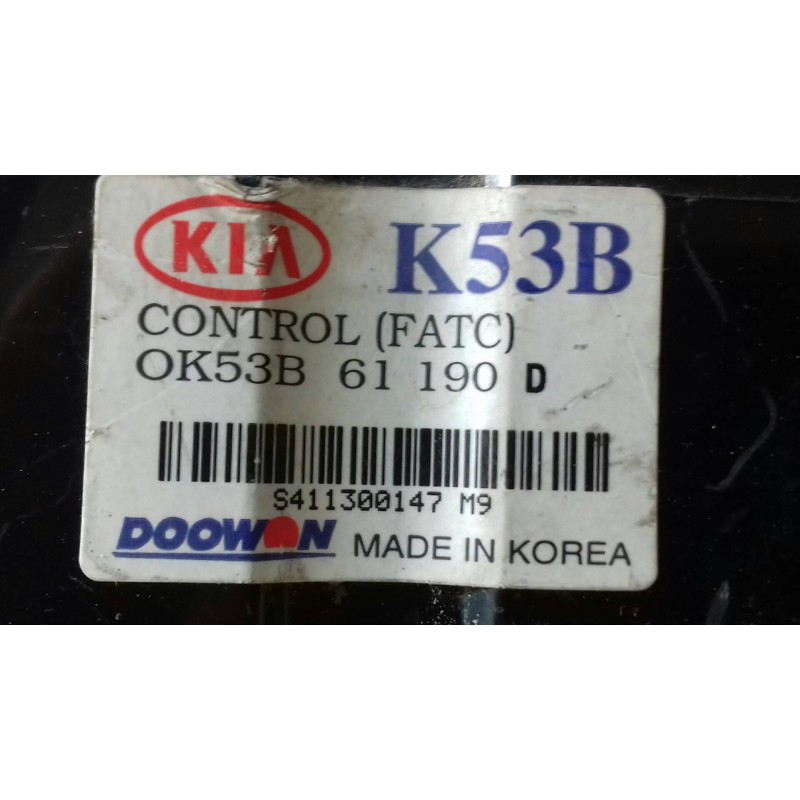 KIA K53B
CONTROL (FATC)
OK53B 61 190 D
S411300147 M9
DOOWON MADE IN KOREA